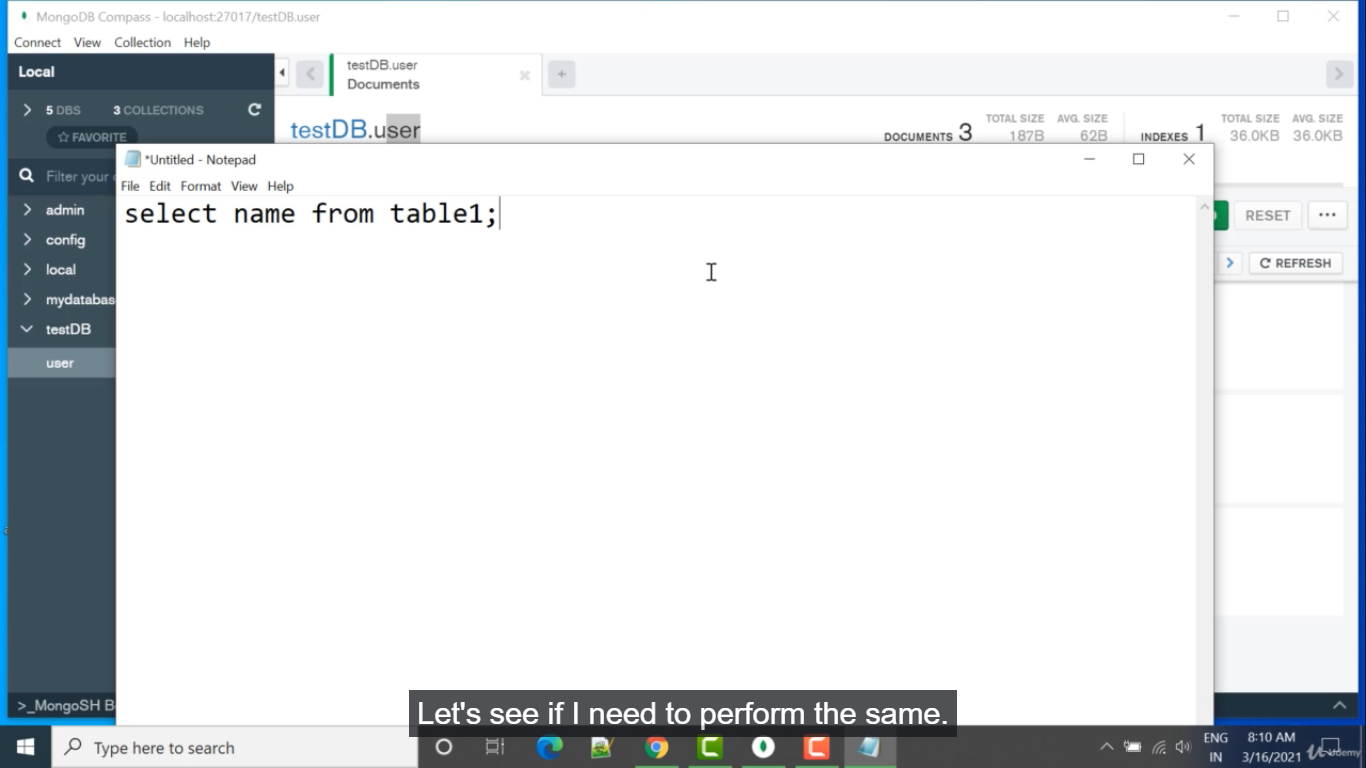 MongoDB Compass - localhost:27017/testDB.user
Connect View Collection Help
Local
testDB.user
Documents
5 DBS 3 COLLECTIONS
FAVORITE
testDB.user
DOCUMENTS 3 TOTAL SIZE 187B AVG. SIZE 62B INDEXES 1 TOTAL SIZE 36.0KB AVG. SIZE 36.0KB
*Untitled - Notepad
Filter your
File Edit Format View Help
admin
select name from table1;
RESET
config
REFRESH
local
mydatabas
testDB
user
>_MongoSH B
Let's see if I need to perform the same.
Type here to search
ENG
IN
8:10 AM
3/16/2021
Udemy